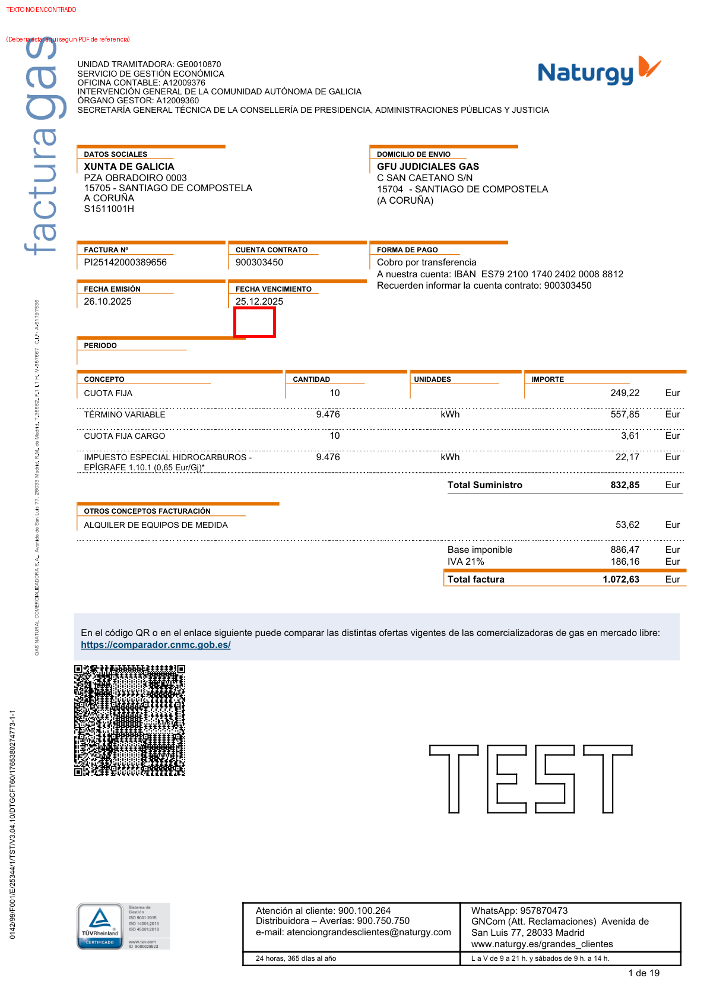 TEXTO NO ENCONTRADO
(Deberia estar aqui segun PDF de referencia)
facturagas
UNIDAD TRAMITADORA: GE0010870
SERVICIO DE GESTIÓN ECONÓMICA
OFICINA CONTABLE: A12009376
INTERVENCIÓN GENERAL DE LA COMUNIDAD AUTÓNOMA DE GALICIA
ÓRGANO GESTOR: A12009360
SECRETARÍA GENERAL TÉCNICA DE LA CONSELLERÍA DE PRESIDENCIA, ADMINISTRACIONES PÚBLICAS Y JUSTICIA
Naturgy
DATOS SOCIALES
XUNTA DE GALICIA
PZA OBRADOIRO 0003
15705 - SANTIAGO DE COMPOSTELA
A CORUÑA
S1511001H
DOMICILIO DE ENVIO
GFU JUDICIALES GAS
C SAN CAETANO S/N
15704 - SANTIAGO DE COMPOSTELA
(A CORUÑA)
FACTURA Nº
PI25142000389656
CUENTA CONTRATO
900303450
FORMA DE PAGO
Cobro por transferencia
A nuestra cuenta: IBAN ES79 2100 1740 2402 0008 8812
Recuerden informar la cuenta contrato: 900303450
FECHA EMISIÓN
26.10.2025
FECHA VENCIMIENTO
25.12.2025
PERIODO
CONCEPTO CANTIDAD UNIDADES IMPORTE
CUOTA FIJA 10 249,22 Eur
TÉRMINO VARIABLE 9.476 kWh 557,85 Eur
CUOTA FIJA CARGO 10 3,61 Eur
IMPUESTO ESPECIAL HIDROCARBUROS - 9.476 kWh 22,17 Eur
EPÍGRAFE 1.10.1 (0,65 Eur/Gj)*
Total Suministro 832,85 Eur
OTROS CONCEPTOS FACTURACIÓN
ALQUILER DE EQUIPOS DE MEDIDA 53,62 Eur
Base imponible 886,47 Eur
IVA 21% 186,16 Eur
Total factura 1.072,63 Eur
GAS NATURAL COMERCIALIZADORA S.A., Avenida de San Luis 77, 28033 Madrid, R.M. de Madrid, T.35682, F.1 L1 H. M-657667 C.I.F: A-61797536
En el código QR o en el enlace siguiente puede comparar las distintas ofertas vigentes de las comercializadoras de gas en mercado libre:
https://comparador.cnmc.gob.es/
TEST
0142/99/F001/E/25344/1/TST/V3.04.10/DTGCFT60/1765380274773-1-1
TÜVRheinland
CERTIFICADO
Sistema de
Gestión
ISO 9001:2015
ISO 14001:2015
ISO 45001:2018
www.tuv.com
ID 9000028523
Atención al cliente: 900.100.264
Distribuidora – Averías: 900.750.750
e-mail: atenciongrandesclientes@naturgy.com
24 horas, 365 días al año
WhatsApp: 957870473
GNCom (Att. Reclamaciones) Avenida de
San Luis 77, 28033 Madrid
www.naturgy.es/grandes_clientes
L a V de 9 a 21 h. y sábados de 9 h. a 14 h.
1 de 19